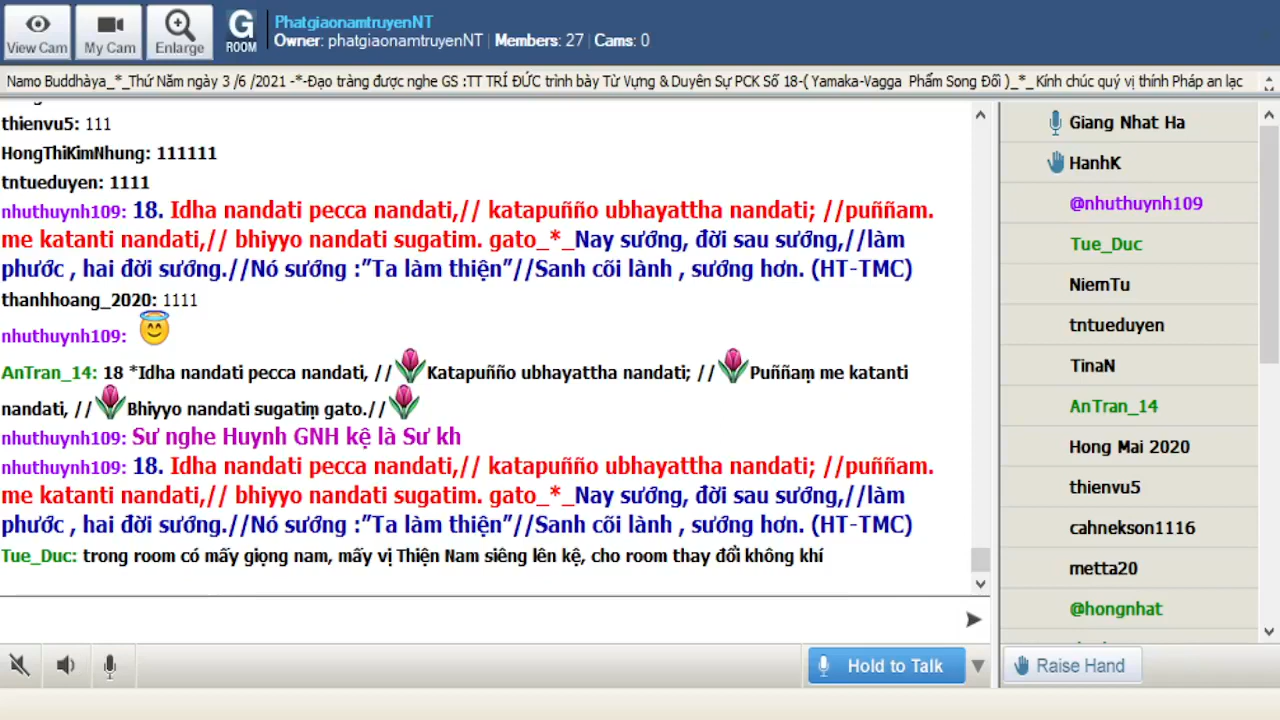 View Cam
My Cam
Enlarge
G
ROOM
PhatgiaonamtruyenNT
Owner: phatgiaonamtruyenNT | Members: 27 | Cams: 0
Namo Buddhàya_*_Thứ Năm ngày 3 /6 /2021 -*-Đạo tràng được nghe GS :TT TRÍ ĐỨC trình bày Từ Vựng & Duyên Sự PCK Số 18-( Yamaka-Vagga Phẩm Song Đối )_*_ Kính chúc quý vị thính Pháp an lạc
thienvu5: 111
HongThiKimNhung: 111111
tntueduyen: 1111
nhuthuynh109: 18. Idha nandati pecca nandati,// katapuñño ubhayattha nandati; //puññam.
me katanti nandati,// bhiyyo nandati sugatim. gato_*_Nay sướng, đời sau sướng,//làm
phước , hai đời sướng.//Nó sướng :”Ta làm thiện”//Sanh cõi lành , sướng hơn. (HT-TMC)
thanhhoang_2020: 1111
nhuthuynh109:
AnTran_14: 18 *Idha nandati pecca nandati, // Katapuñño ubhayattha nandati; // Puññaṃ me katanti
nandati, // Bhiyyo nandati sugatiṃ gato.//
nhuthuynh109: Sư nghe Huynh GNH kệ là Sư kh
nhuthuynh109: 18. Idha nandati pecca nandati,// katapuñño ubhayattha nandati; //puññam.
me katanti nandati,// bhiyyo nandati sugatim. gato_*_Nay sướng, đời sau sướng,//làm
phước , hai đời sướng.//Nó sướng :”Ta làm thiện”//Sanh cõi lành , sướng hơn. (HT-TMC)
Tue_Duc: trong room có mấy giọng nam, mấy vị Thiện Nam siêng lên kệ, cho room thay đổi không khí
Hold to Talk
Giang Nhat Ha
HanhK
@nhuthuynh109
Tue_Duc
NiemTu
tntueduyen
TinaN
AnTran_14
Hong Mai 2020
thienvu5
cahnekson1116
metta20
@hongnhat
Raise Hand